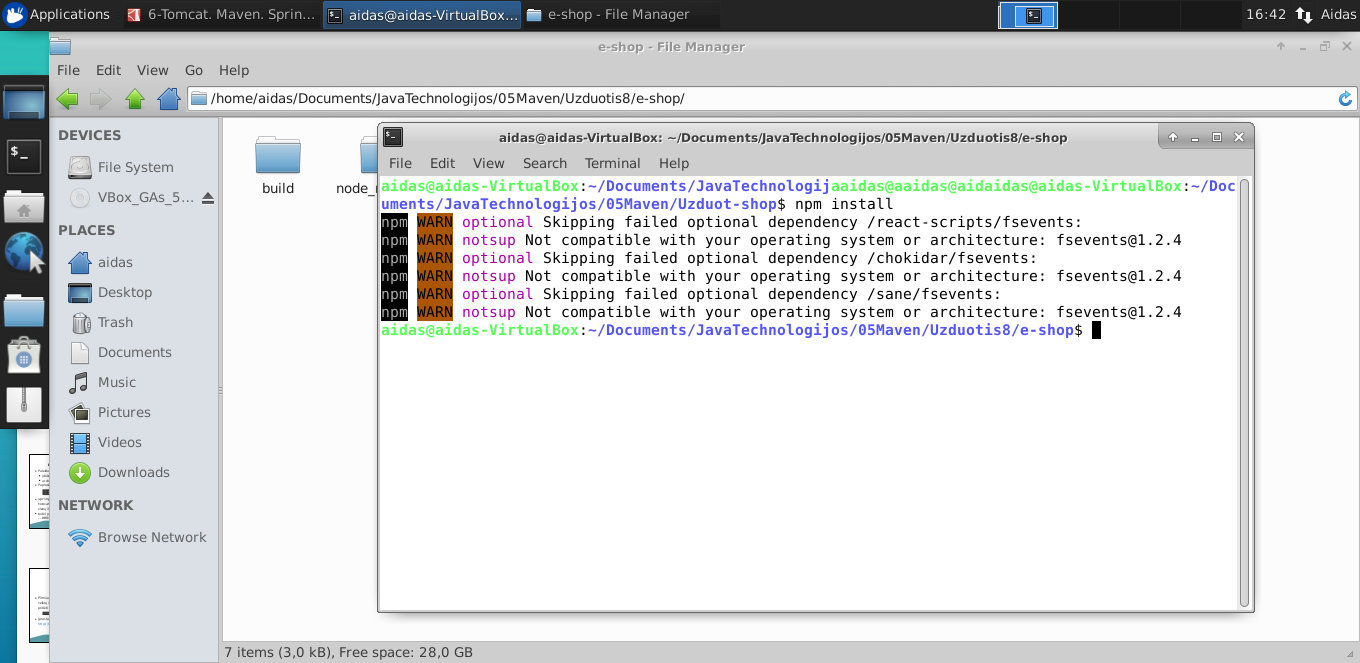 Applications 6-Tomcat. Maven. Sprin... aidas@aidas-VirtualBox... e-shop - File Manager 16:42 Aidas
e-shop - File Manager
File Edit View Go Help
/home/aidas/Documents/JavaTechnologijos/05Maven/Uzduotis8/e-shop/
DEVICES
File System
VBox_GAs_5...
PLACES
aidas
Desktop
Trash
Documents
Music
Pictures
Videos
Downloads
NETWORK
Browse Network
build
aidas@aidas-VirtualBox: ~/Documents/JavaTechnologijos/05Maven/Uzduotis8/e-shop
File Edit View Search Terminal Help
aidas@aidas-VirtualBox:~/Documents/JavaTechnologijaaidas@aaidas@aidaidas@aidas-VirtualBox:~/Doc
uments/JavaTechnologijos/05Maven/Uzduot-shop$ npm install
npm WARN optional Skipping failed optional dependency /react-scripts/fsevents:
npm WARN notsup Not compatible with your operating system or architecture: fsevents@1.2.4
npm WARN optional Skipping failed optional dependency /chokidar/fsevents:
npm WARN notsup Not compatible with your operating system or architecture: fsevents@1.2.4
npm WARN optional Skipping failed optional dependency /sane/fsevents:
npm WARN notsup Not compatible with your operating system or architecture: fsevents@1.2.4
aidas@aidas-VirtualBox:~/Documents/JavaTechnologijos/05Maven/Uzduotis8/e-shop$
7 items (3,0 kB), Free space: 28,0 GB